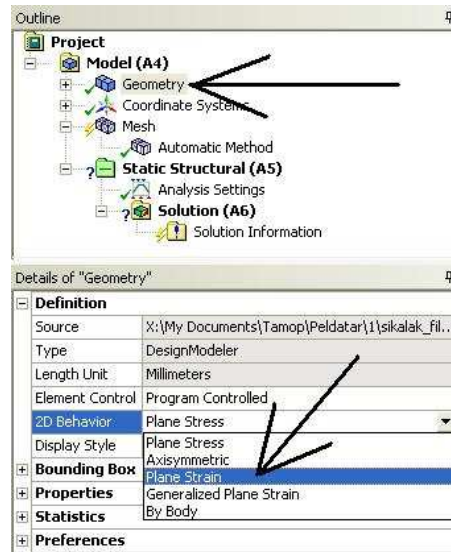 Outline
Project
Model (A4)
Geometry
Coordinate Systems
Mesh
Automatic Method
Static Structural (A5)
Analysis Settings
Solution (A6)
Solution Information
Details of "Geometry"
Definition
Source X:\My Documents\Tamop\Peldatar\1\sikalak_fil...
Type DesignModeler
Length Unit Millimeters
Element Control Program Controlled
2D Behavior Plane Stress
Display Style Plane Stress
Axisymmetric
Bounding Box Plane Strain
Properties Generalized Plane Strain
Statistics By Body
Preferences